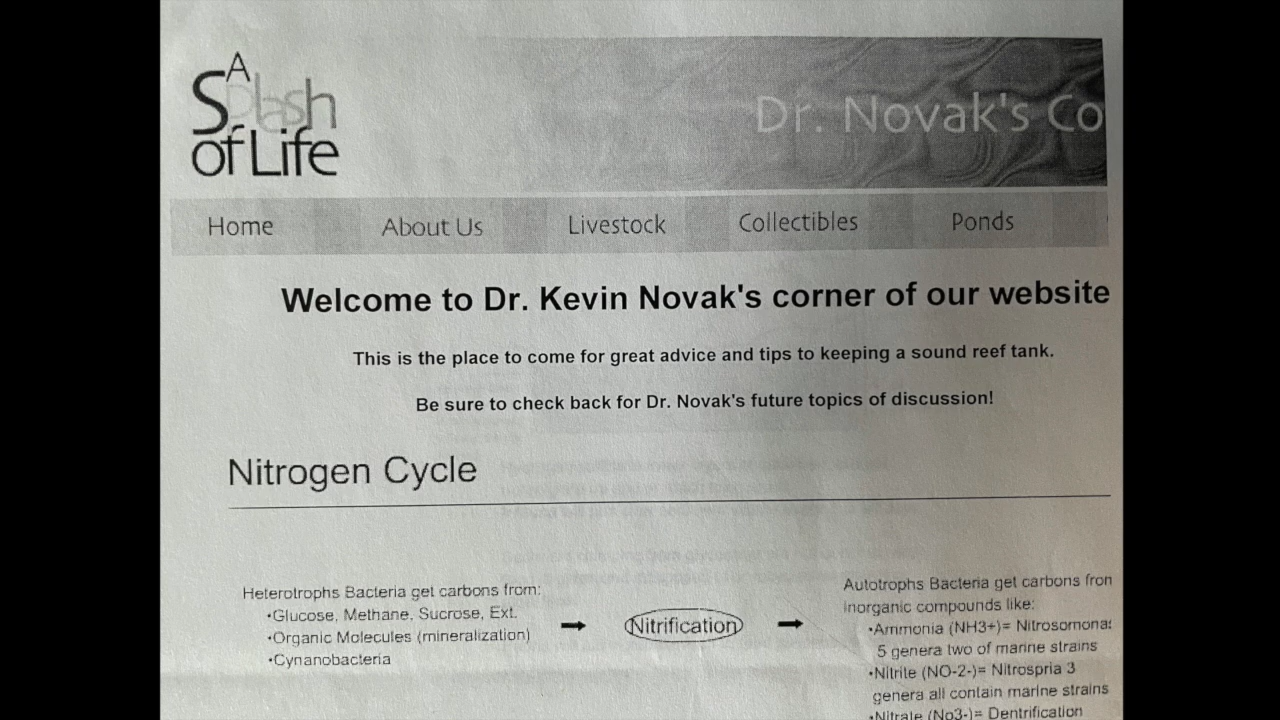 A
Splash
of Life
Dr. Novak's Co
Home About Us Livestock Collectibles Ponds
Welcome to Dr. Kevin Novak's corner of our website
This is the place to come for great advice and tips to keeping a sound reef tank.
Be sure to check back for Dr. Novak's future topics of discussion!
Nitrogen Cycle
Heterotrophs Bacteria get carbons from:
•Glucose, Methane, Sucrose, Ext.
•Organic Molecules (mineralization)
•Cynanobacteria
Nitrification
Autotrophs Bacteria get carbons fron
inorganic compounds like:
•Ammonia (NH3+)= Nitrosomona
5 genera two of marine strains
•Nitrite (NO-2-)= Nitrospria 3
genera all contain marine strains
•Nitrate (No3-)= Dentrification